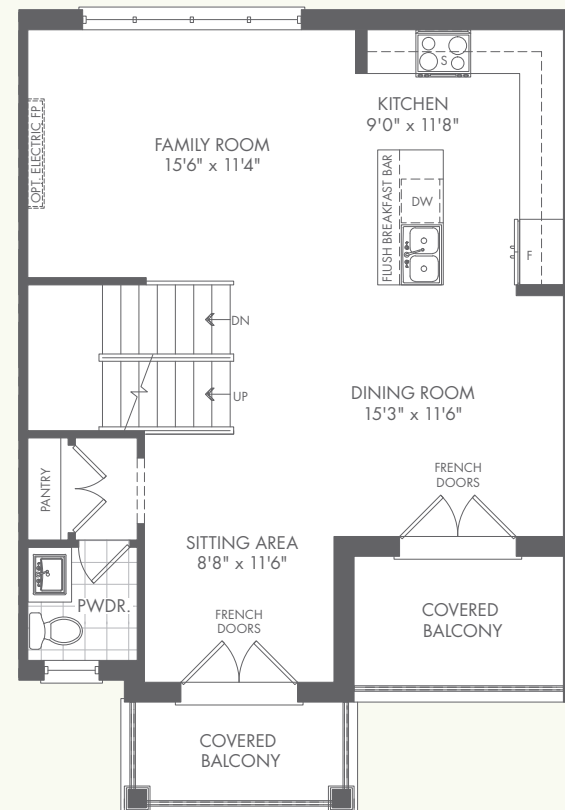 S
KITCHEN
9'0" x 11'8"
FAMILY ROOM
15'6" x 11'4"
OPT. ELECTRIC FP
FLUSH BREAKFAST BAR
DW
F
DN
UP
DINING ROOM
15'3" x 11'6"
PANTRY
FRENCH
DOORS
SITTING AREA
8'8" x 11'6"
PWDR.
FRENCH
DOORS
COVERED
BALCONY
COVERED
BALCONY